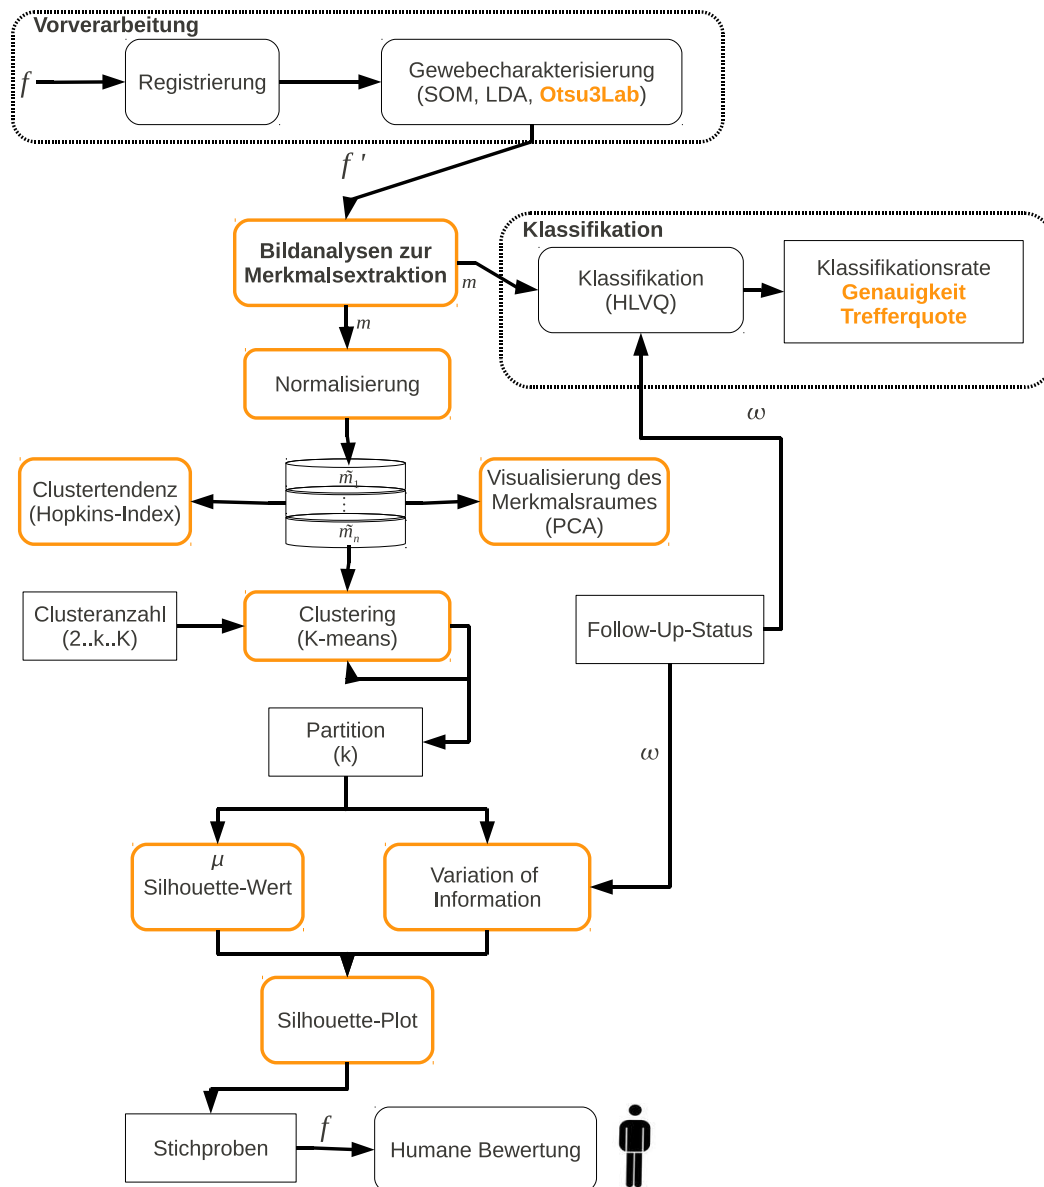 Vorverarbeitung
f
Registrierung
Gewebecharakterisierung
(SOM, LDA, Otsu3Lab)
f '
Klassifikation
Bildanalysen zur
Merkmalsextraktion
m
Klassifikation
(HLVQ)
Klassifikationsrate
Genauigkeit
Trefferquote
m
Normalisierung
ω
Clustertendenz
(Hopkins-Index)
m̃₁
⋮
m̃ₙ
Visualisierung des
Merkmalsraumes
(PCA)
Clusteranzahl
(2..k..K)
Clustering
(K-means)
Follow-Up-Status
Partition
(k)
ω
μ
Silhouette-Wert
Variation of
Information
Silhouette-Plot
Stichproben
f
Humane Bewertung